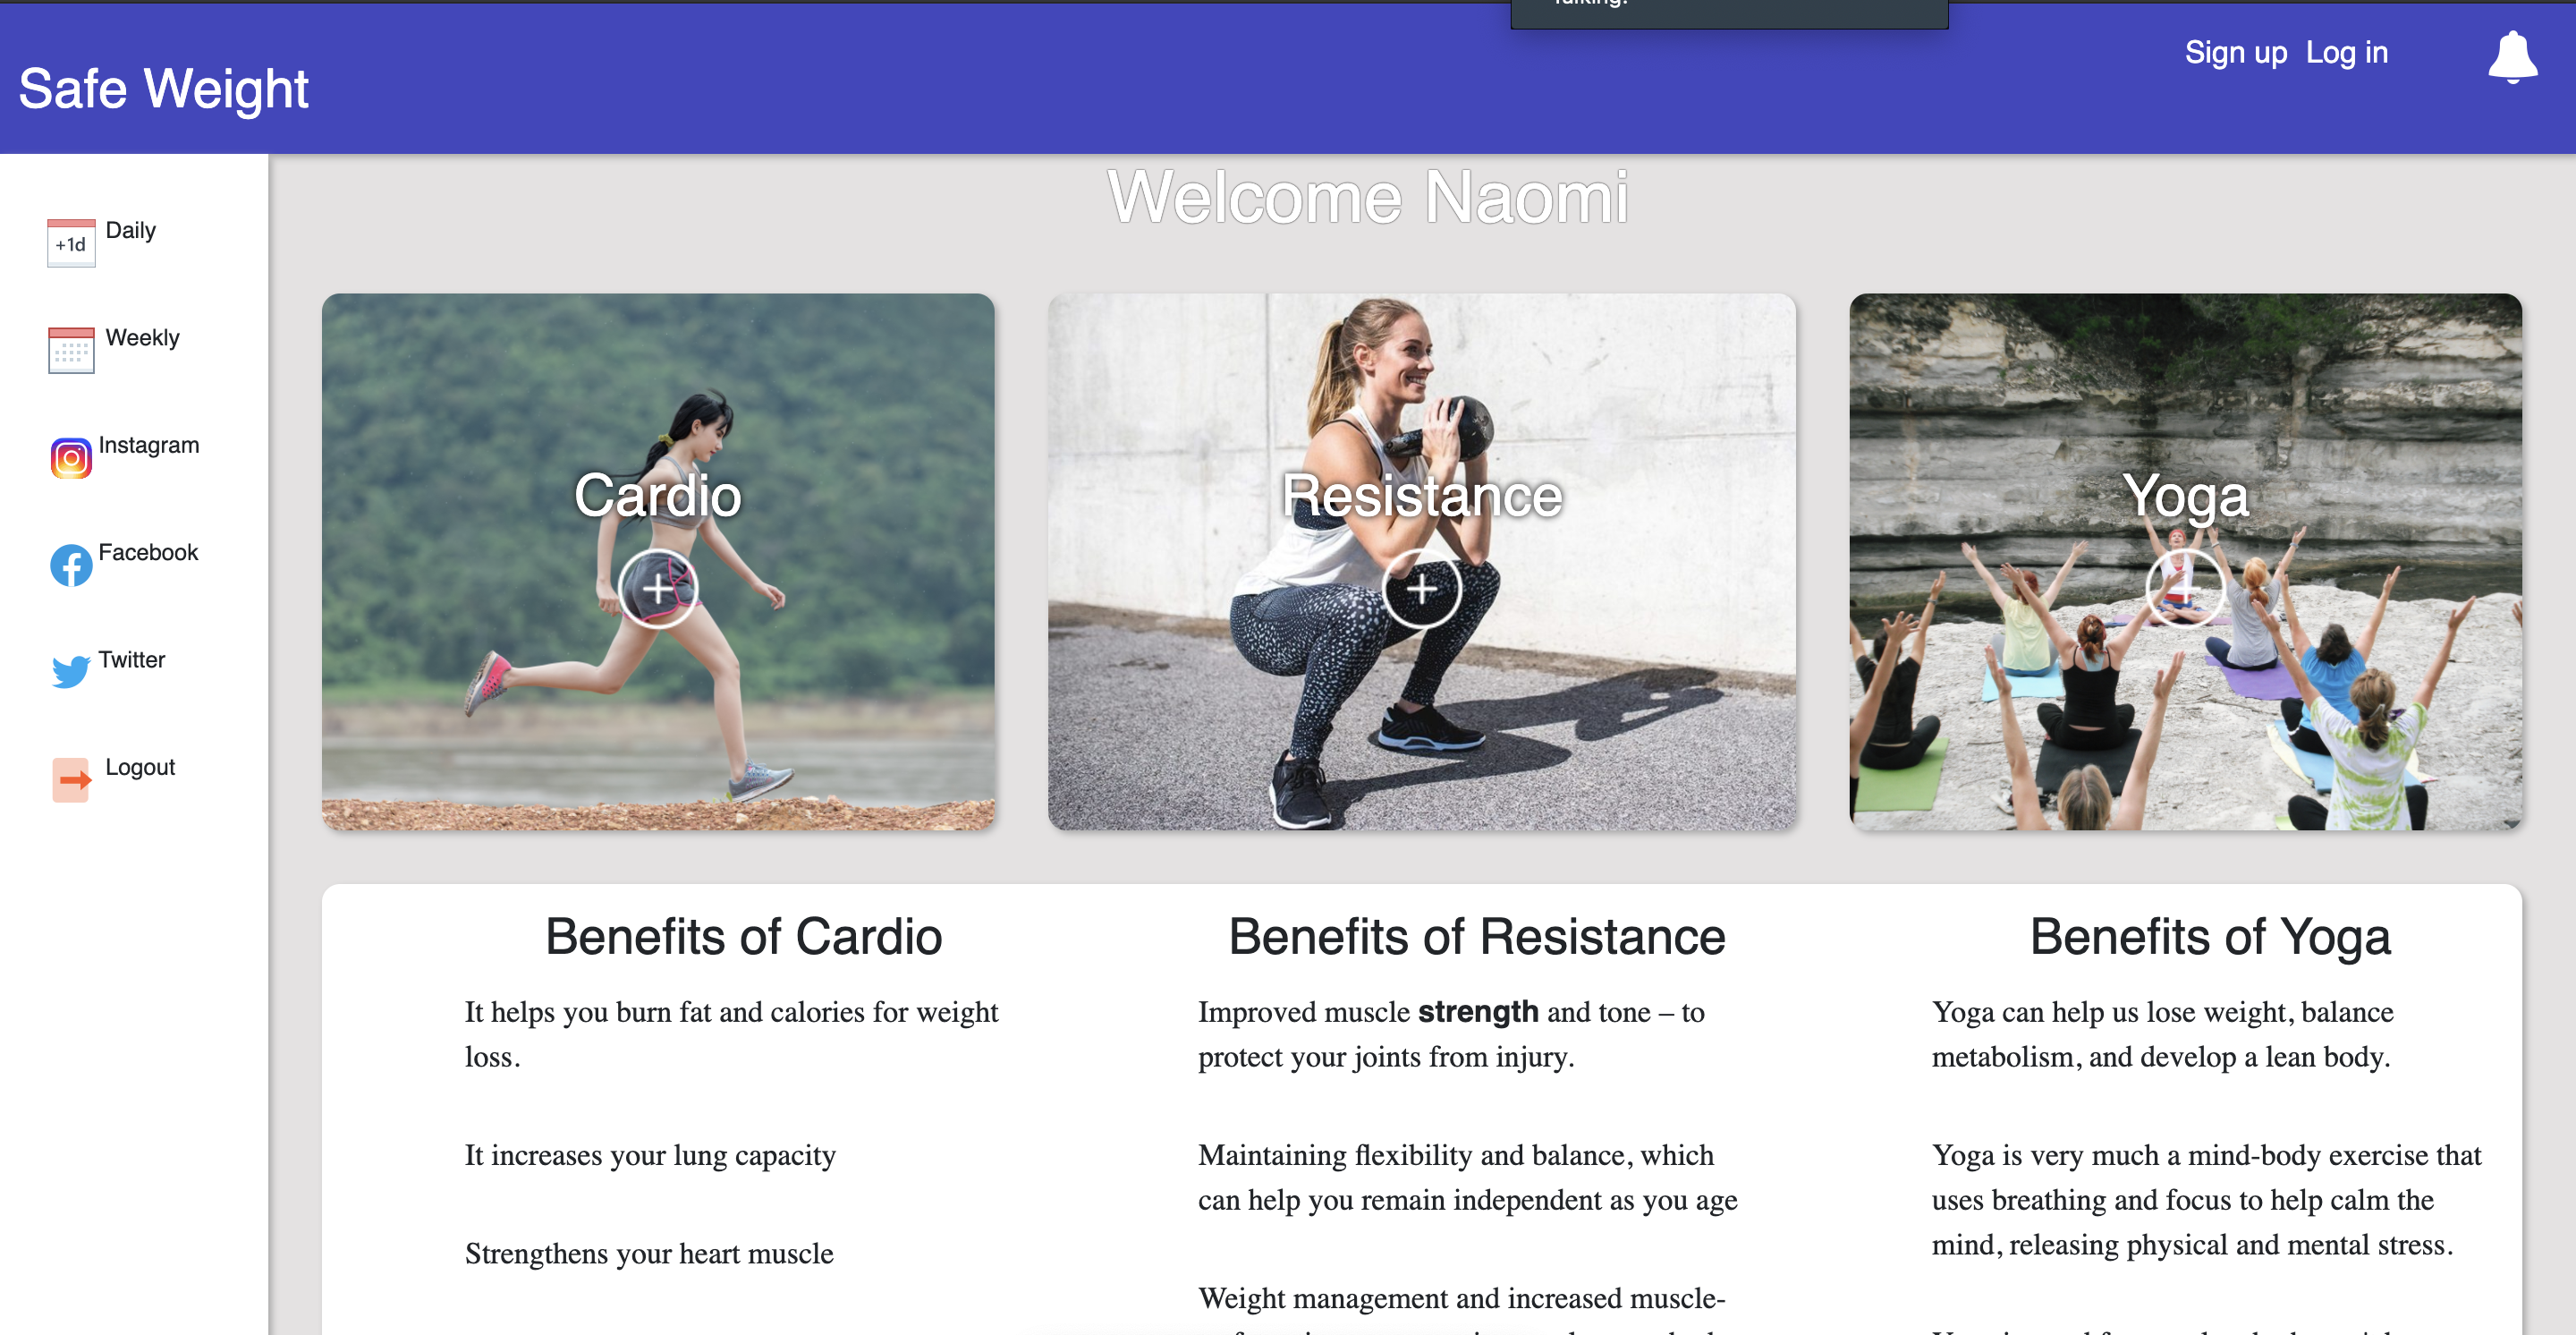 Talking:
Safe Weight
Sign up Log in
Welcome Naomi
+1d
Daily
Weekly
Instagram
Facebook
Twitter
Logout
Cardio
Resistance
Yoga
Benefits of Cardio
It helps you burn fat and calories for weight
loss.
It increases your lung capacity
Strengthens your heart muscle
Benefits of Resistance
Improved muscle strength and tone – to
protect your joints from injury.
Maintaining flexibility and balance, which
can help you remain independent as you age
Weight management and increased muscle-
Benefits of Yoga
Yoga can help us lose weight, balance
metabolism, and develop a lean body.
Yoga is very much a mind-body exercise that
uses breathing and focus to help calm the
mind, releasing physical and mental stress.